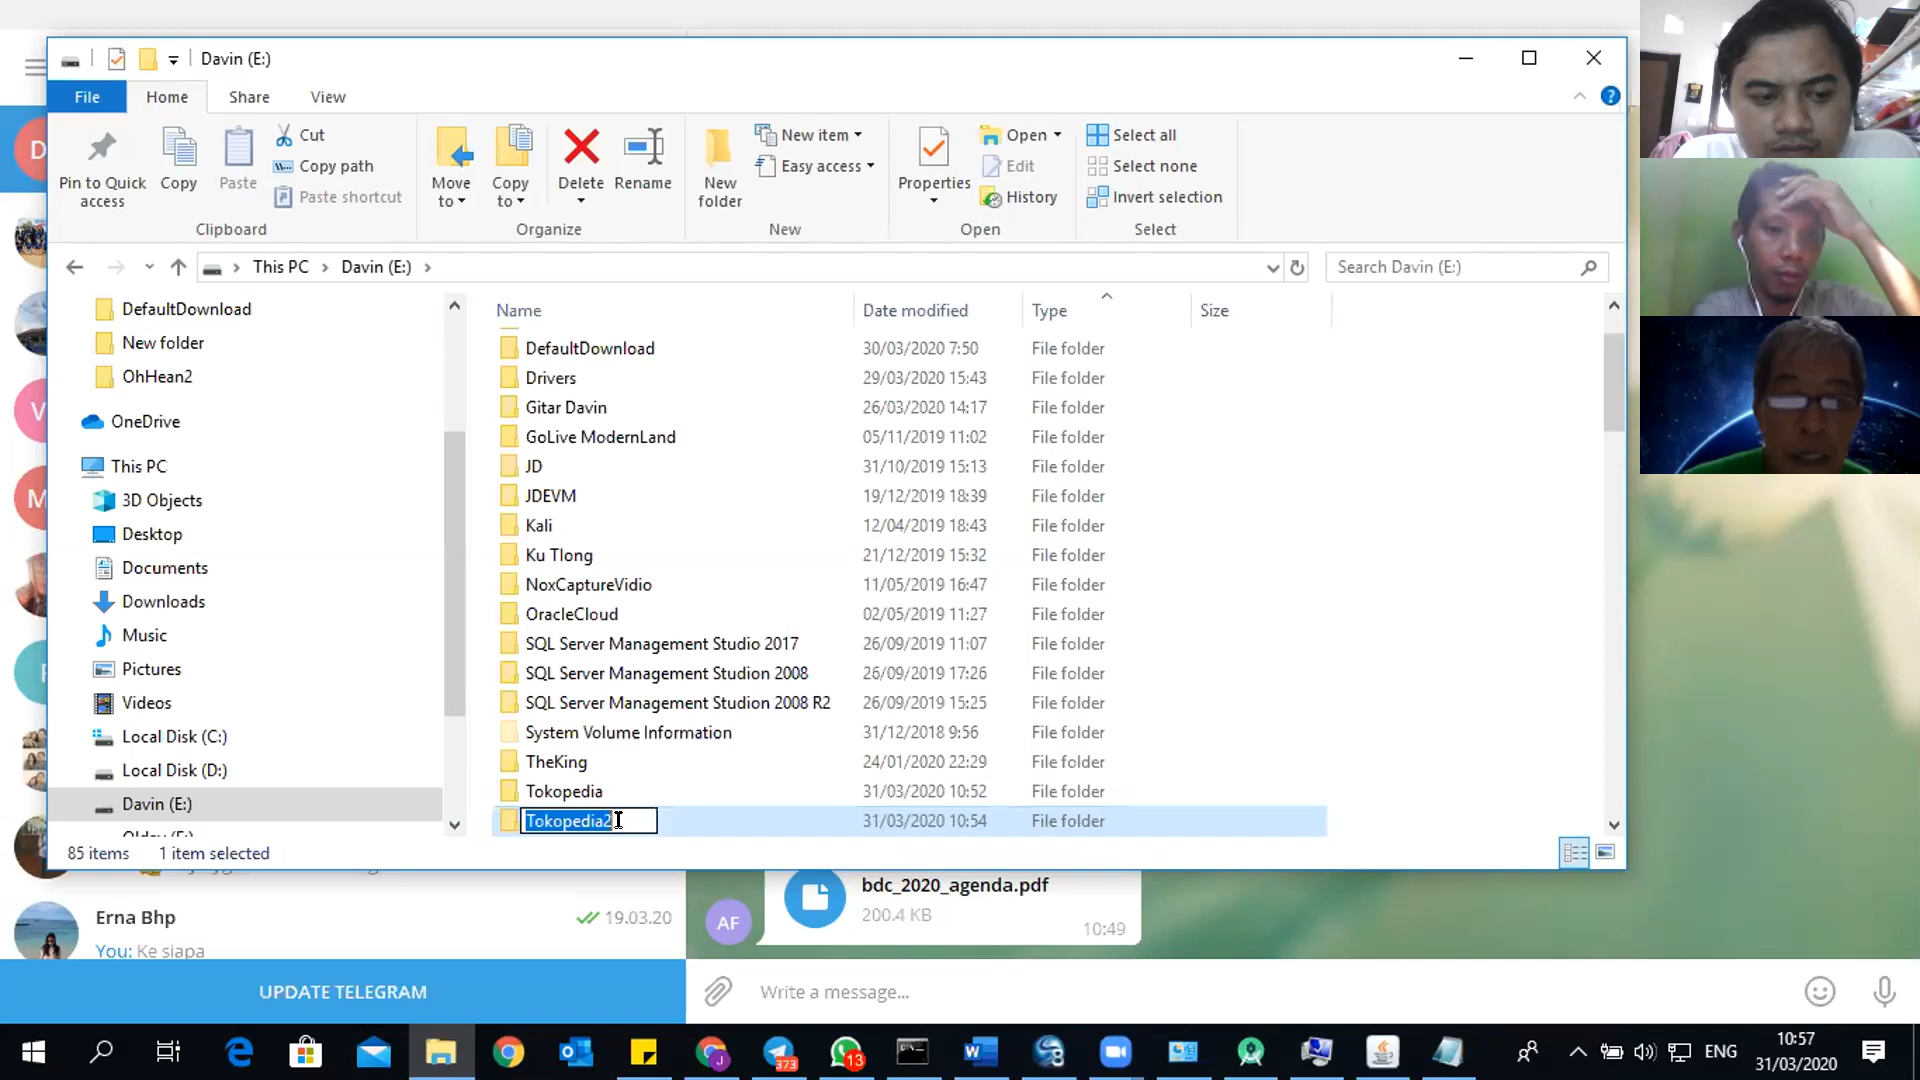 Davin (E:)
File Home Share View
Pin to Quick access
Copy
Paste
Cut
Copy path
Paste shortcut
Clipboard
Move to
Copy to
Delete
Rename
Organize
New folder
New item
Easy access
New
Properties
Open
Edit
History
Open
Select all
Select none
Invert selection
Select
This PC Davin (E:)
Search Davin (E:)
DefaultDownload
New folder
OhHean2
OneDrive
This PC
3D Objects
Desktop
Documents
Downloads
Music
Pictures
Videos
Local Disk (C:)
Local Disk (D:)
Davin (E:)
Name Date modified Type Size
DefaultDownload 30/03/2020 7:50 File folder
Drivers 29/03/2020 15:43 File folder
Gitar Davin 26/03/2020 14:17 File folder
GoLive ModernLand 05/11/2019 11:02 File folder
JD 31/10/2019 15:13 File folder
JDEVM 19/12/2019 18:39 File folder
Kali 12/04/2019 18:43 File folder
Ku Tlong 21/12/2019 15:32 File folder
NoxCaptureVidio 11/05/2019 16:47 File folder
OracleCloud 02/05/2019 11:27 File folder
SQL Server Management Studio 2017 26/09/2019 11:07 File folder
SQL Server Management Studion 2008 26/09/2019 17:26 File folder
SQL Server Management Studion 2008 R2 26/09/2019 15:25 File folder
System Volume Information 31/12/2018 9:56 File folder
TheKing 24/01/2020 22:29 File folder
Tokopedia 31/03/2020 10:52 File folder
Tokopedia2 31/03/2020 10:54 File folder
85 items 1 item selected
D
V
M
AF
bdc_2020_agenda.pdf
200.4 KB
10:49
Erna Bhp 19.03.20
You: Ke siapa
UPDATE TELEGRAM
Write a message...
J
373
13
ENG
10:57
31/03/2020